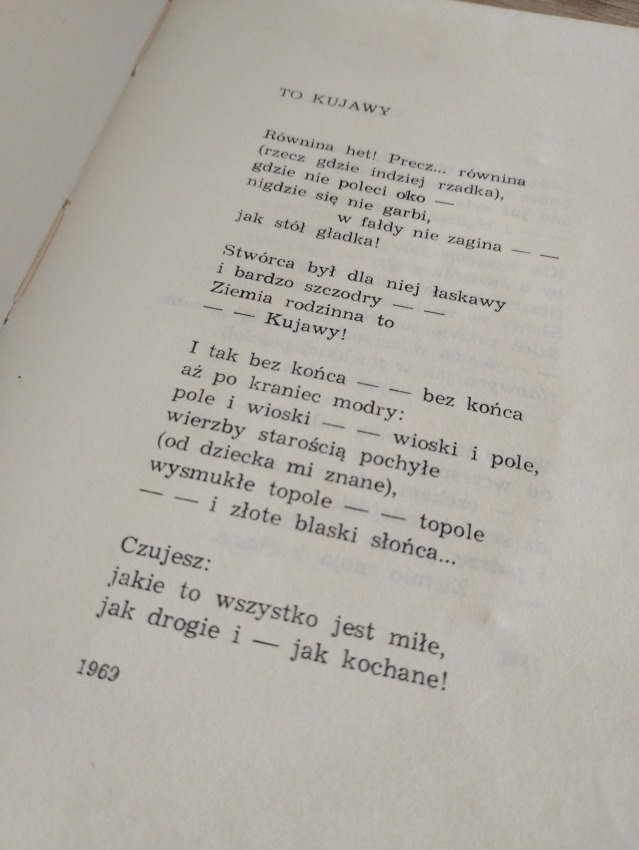 TO KUJAWY
Równina het! Precz... równina
(rzecz gdzie indziej rzadka),
gdzie nie poleci oko —
nigdzie się nie garbi,
w fałdy nie zagina — —
jak stół gładka!
Stwórca był dla niej łaskawy
i bardzo szczodry — —
Ziemia rodzinna to
— — Kujawy!
I tak bez końca — — bez końca
aż po kraniec modry:
pole i wioski — — wioski i pole,
wierzby starością pochyłe
(od dziecka mi znane),
wysmukłe topole — — topole
— — i złote blaski słońca...
Czujesz:
jakie to wszystko jest miłe,
jak drogie i — jak kochane!
1969